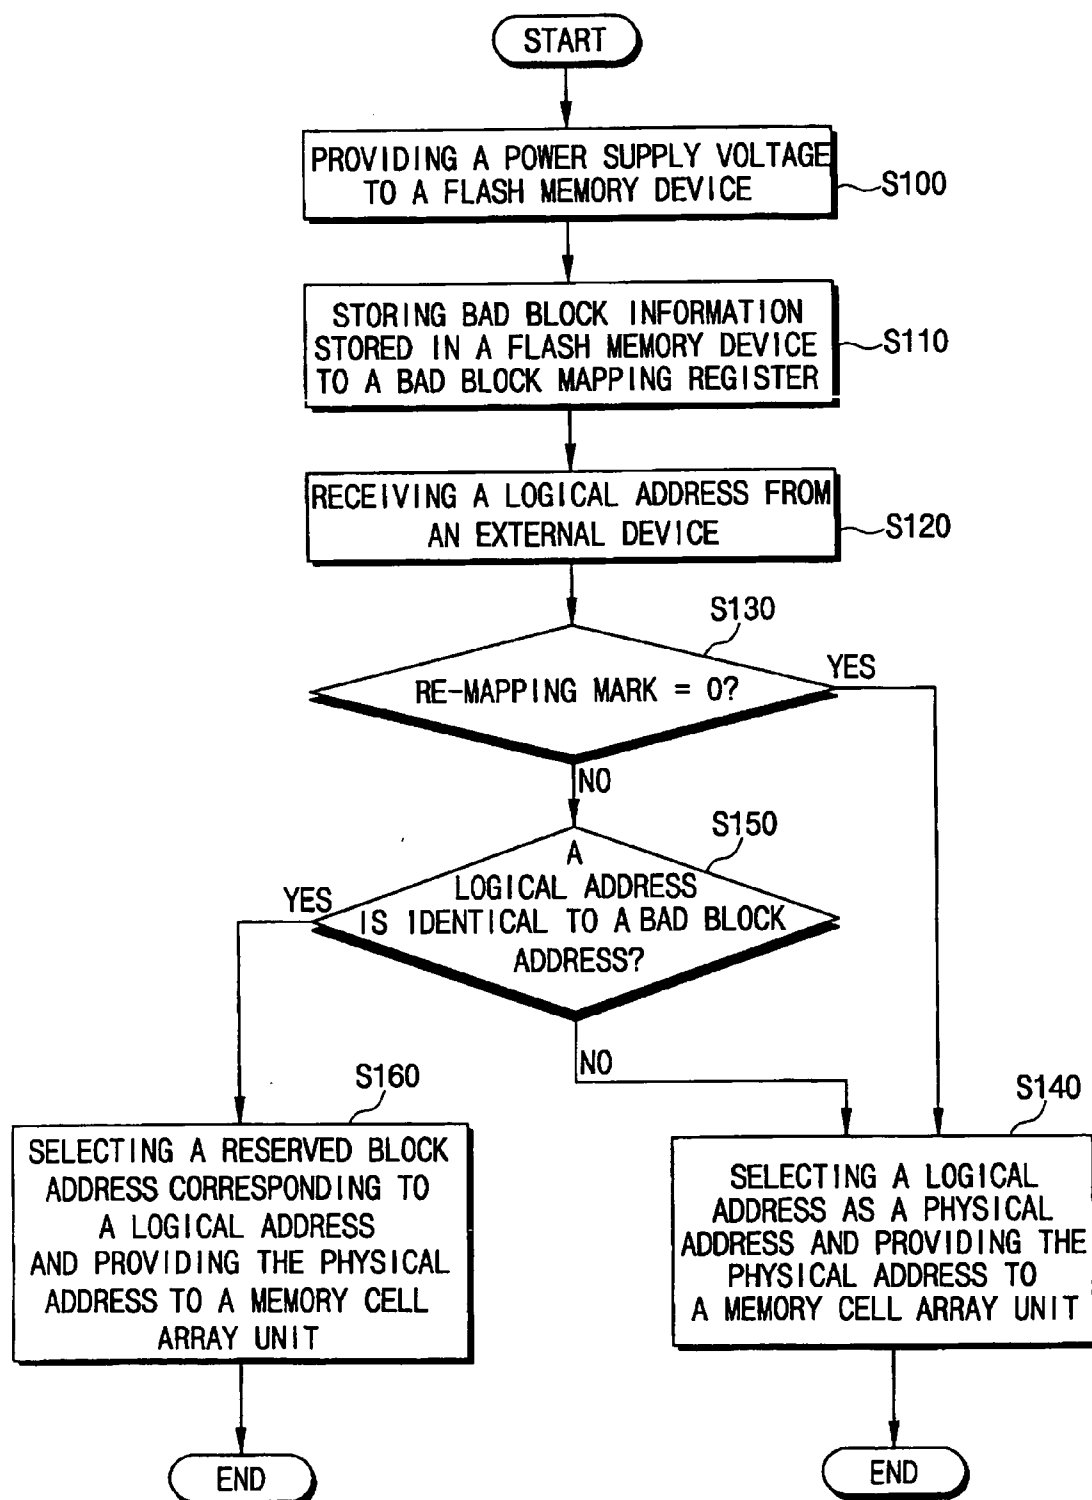 START
PROVIDING A POWER SUPPLY VOLTAGE
TO A FLASH MEMORY DEVICE
S100
STORING BAD BLOCK INFORMATION
STORED IN A FLASH MEMORY DEVICE
TO A BAD BLOCK MAPPING REGISTER
S110
RECEIVING A LOGICAL ADDRESS FROM
AN EXTERNAL DEVICE
S120
S130
RE-MAPPING MARK = 0?
YES
NO
S150
A
LOGICAL ADDRESS
IS IDENTICAL TO A BAD BLOCK
ADDRESS?
YES
NO
S160
SELECTING A RESERVED BLOCK
ADDRESS CORRESPONDING TO
A LOGICAL ADDRESS
AND PROVIDING THE PHYSICAL
ADDRESS TO A MEMORY CELL
ARRAY UNIT
S140
SELECTING A LOGICAL
ADDRESS AS A PHYSICAL
ADDRESS AND PROVIDING THE
PHYSICAL ADDRESS TO
A MEMORY CELL ARRAY UNIT
END
END